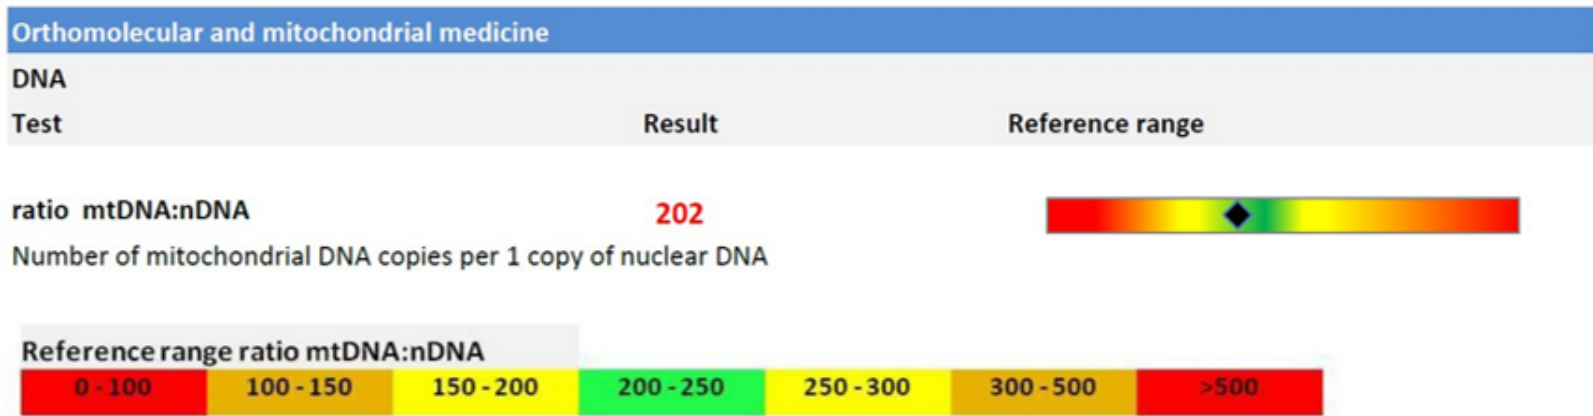 Orthomolecular and mitochondrial medicine
DNA
Test Result Reference range
ratio mtDNA:nDNA 202
Number of mitochondrial DNA copies per 1 copy of nuclear DNA
Reference range ratio mtDNA:nDNA
0 - 100 100 - 150 150 - 200 200 - 250 250 - 300 300 - 500 >500